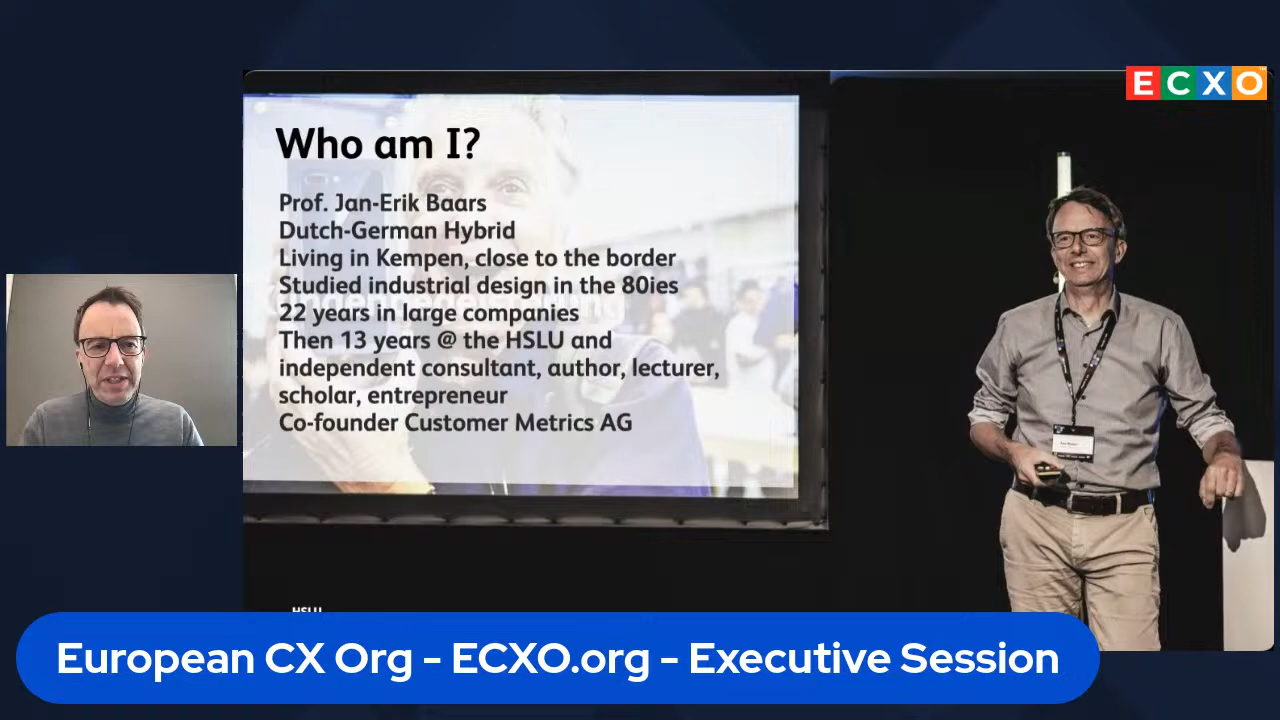 ECXO
Who am I?
Prof. Jan-Erik Baars
Dutch-German Hybrid
Living in Kempen, close to the border
Studied industrial design in the 80ies
22 years in large companies
Then 13 years @ the HSLU and
independent consultant, author, lecturer,
scholar, entrepreneur
Co-founder Customer Metrics AG
HSLU
European CX Org - ECXO.org - Executive Session